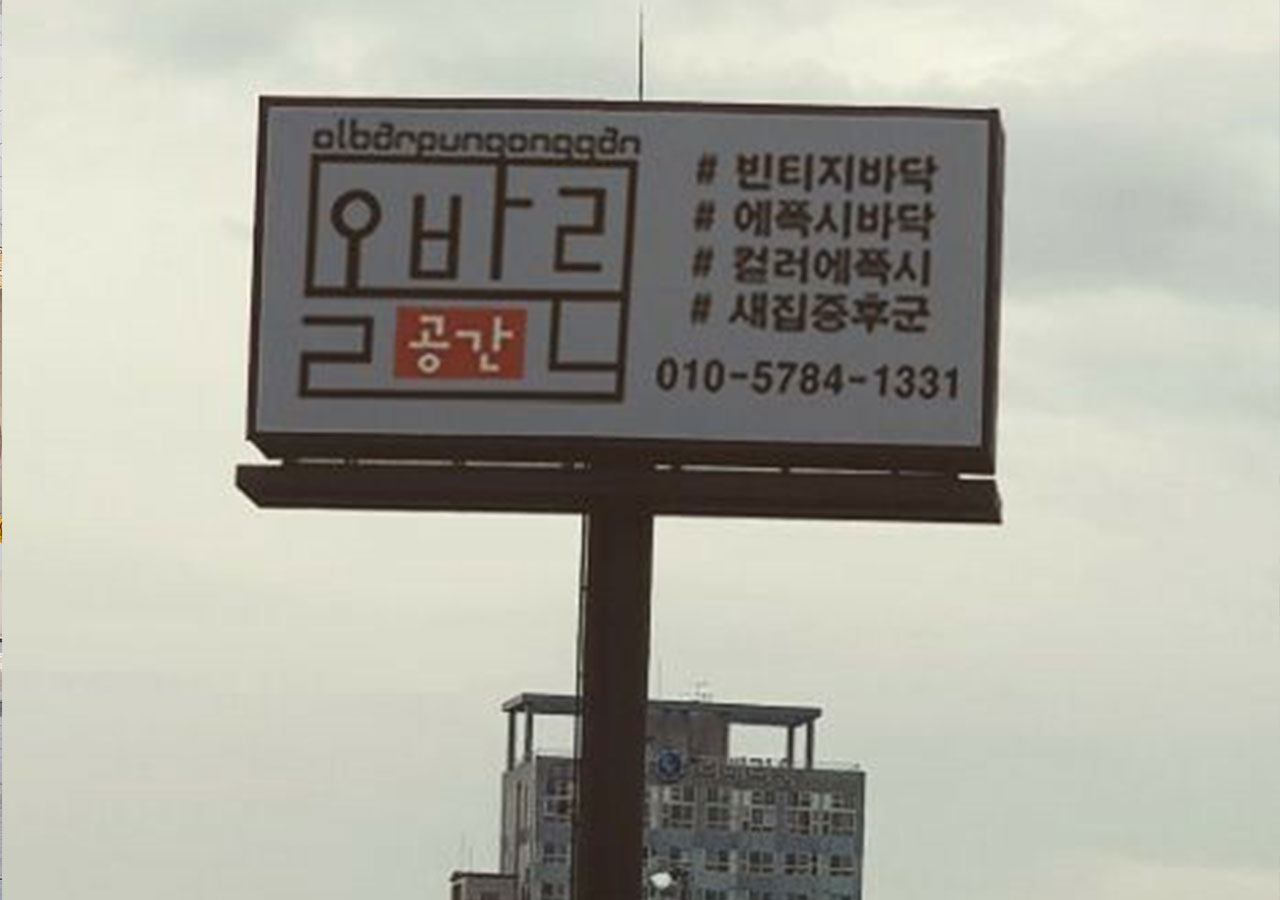 olbarpungonggan
올바른
공간
# 빈티지바닥
# 에폭시바닥
# 컬러에폭시
# 새집증후군
010-5784-1331